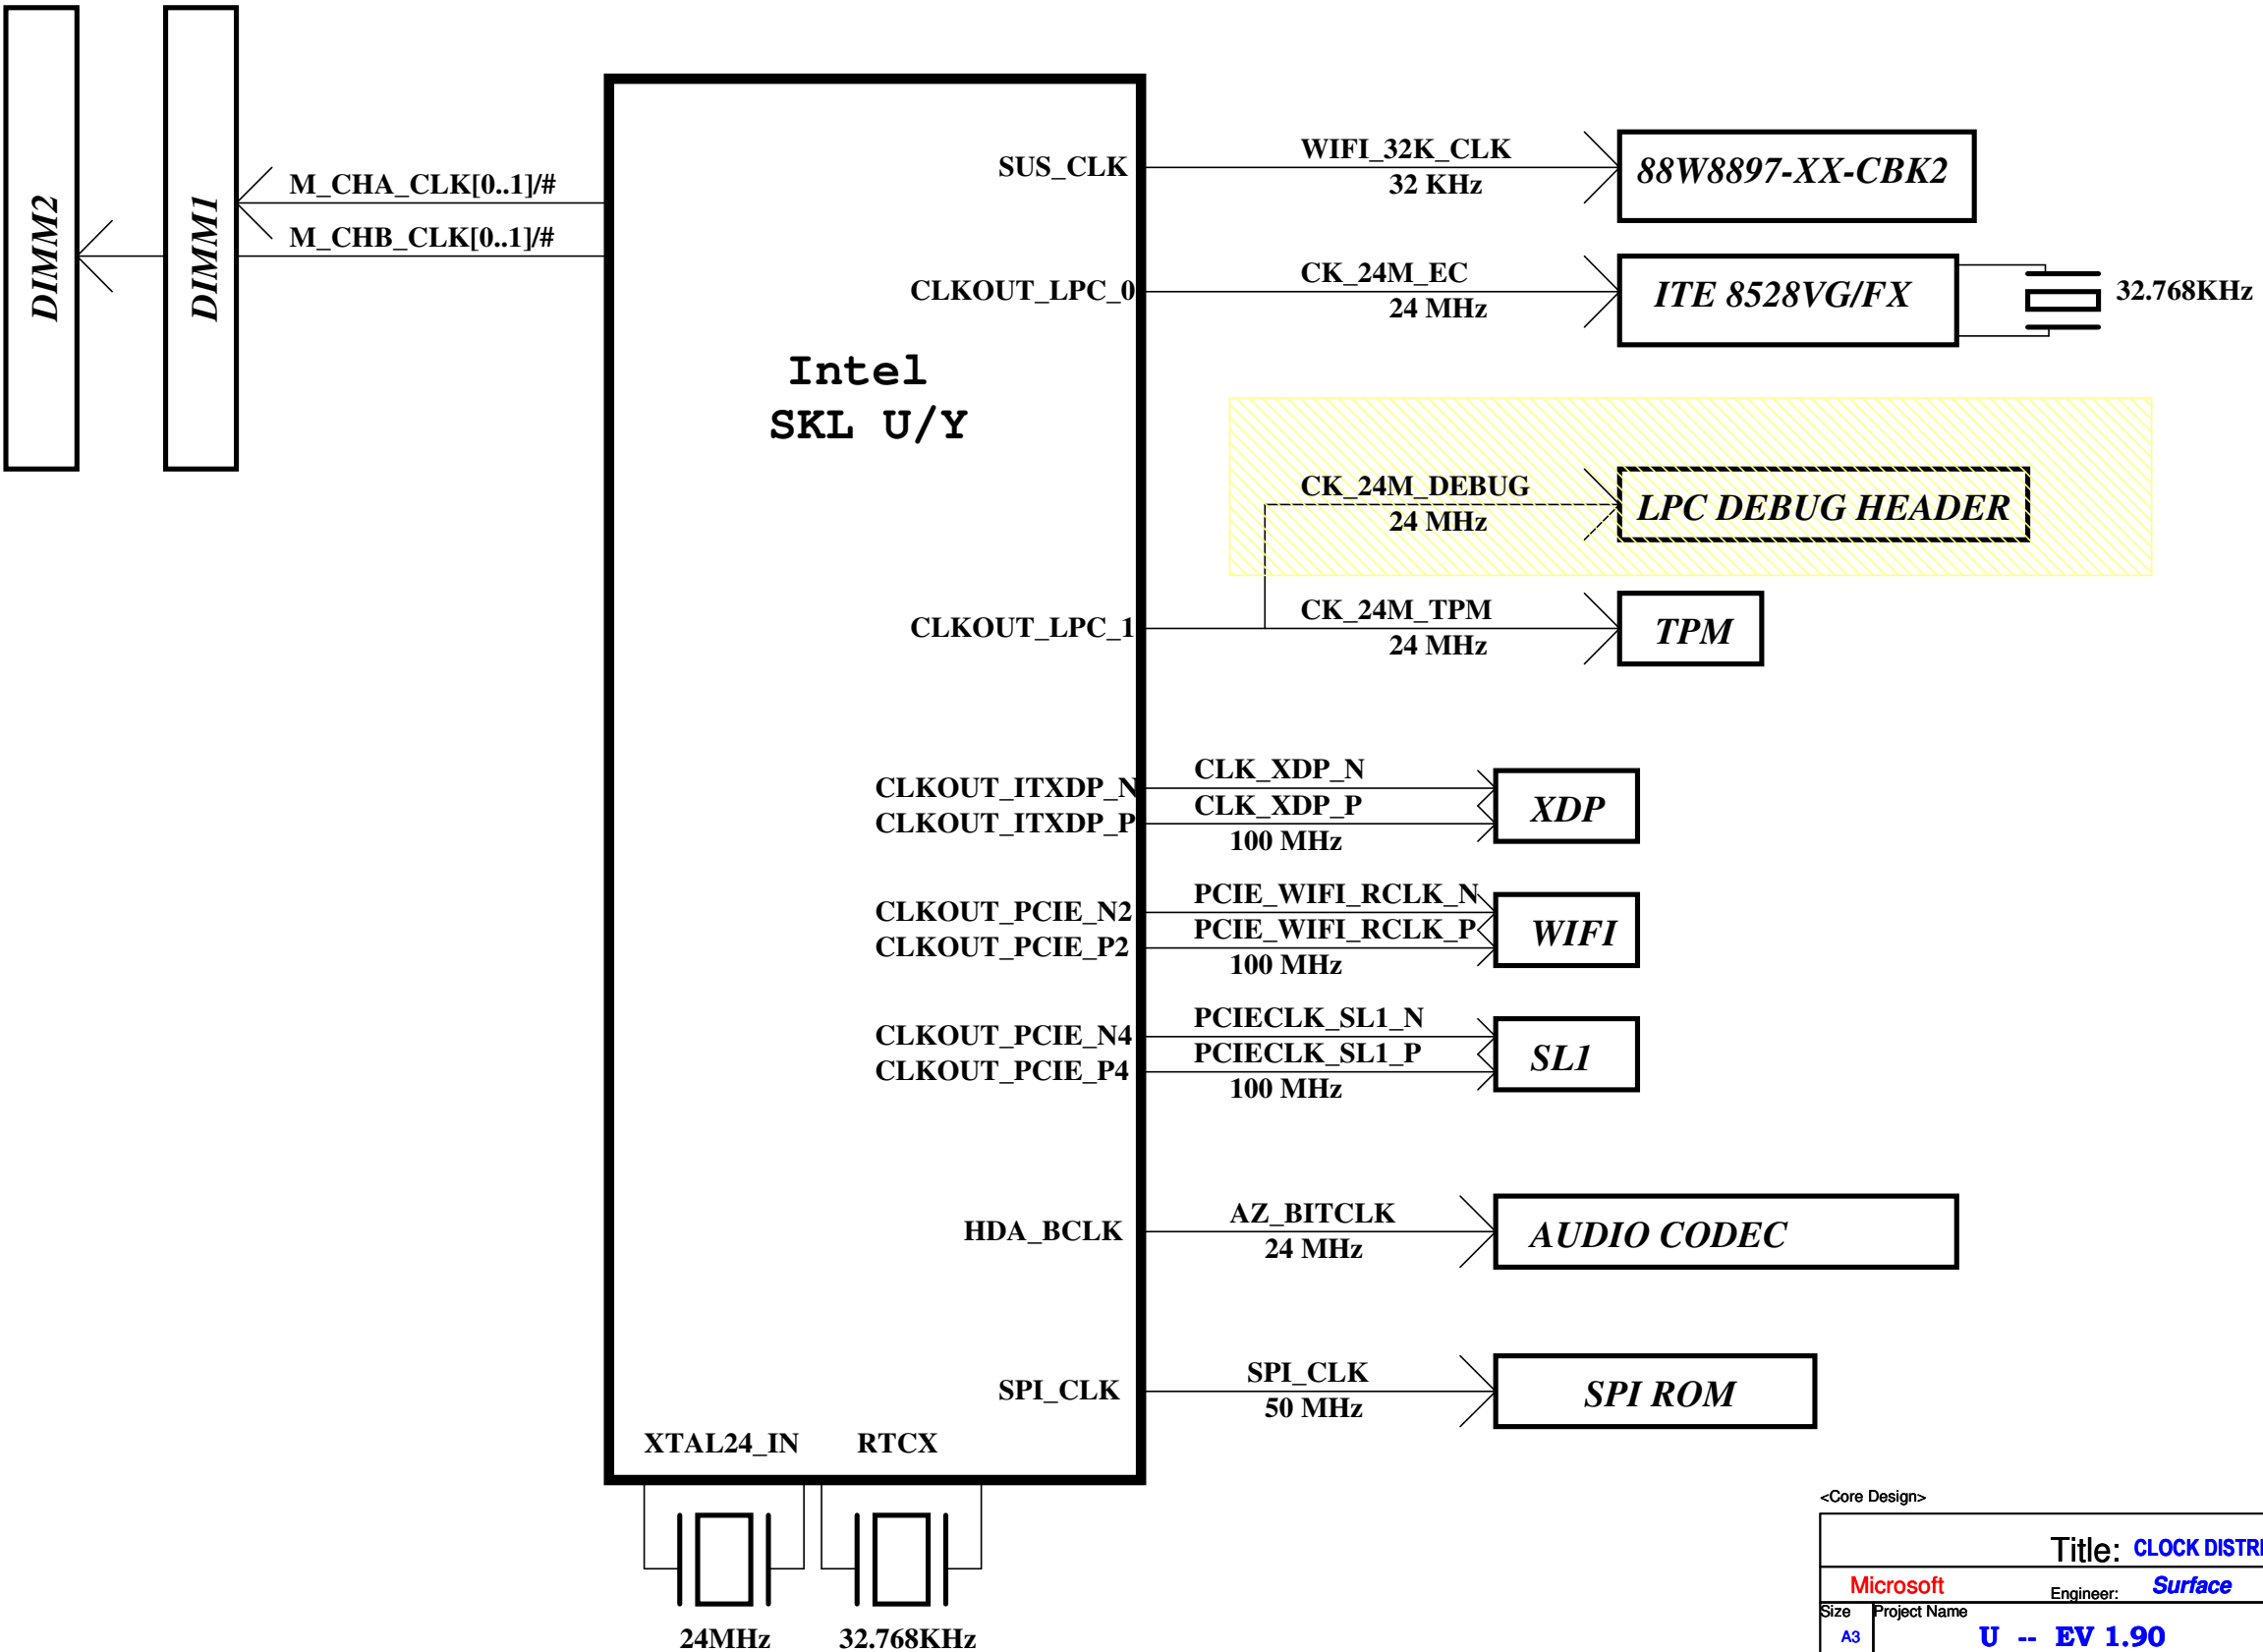 DIMM2
DIMM1
M_CHA_CLK[0..1]/#
M_CHB_CLK[0..1]/#
Intel
SKL U/Y
SUS_CLK
WIFI_32K_CLK
32 KHz
88W8897-XX-CBK2
CLKOUT_LPC_0
CK_24M_EC
24 MHz
ITE 8528VG/FX
32.768KHz
CK_24M_DEBUG
24 MHz
LPC DEBUG HEADER
CLKOUT_LPC_1
CK_24M_TPM
24 MHz
TPM
CLKOUT_ITXDP_N
CLKOUT_ITXDP_P
CLK_XDP_N
CLK_XDP_P
100 MHz
XDP
CLKOUT_PCIE_N2
CLKOUT_PCIE_P2
PCIE_WIFI_RCLK_N
PCIE_WIFI_RCLK_P
100 MHz
WIFI
CLKOUT_PCIE_N4
CLKOUT_PCIE_P4
PCIECLK_SL1_N
PCIECLK_SL1_P
100 MHz
SL1
HDA_BCLK
AZ_BITCLK
24 MHz
AUDIO CODEC
SPI_CLK
SPI_CLK
50 MHz
SPI ROM
XTAL24_IN
RTCX
24MHz
32.768KHz
<Core Design>
Title: CLOCK
Microsoft
Engineer: Surface
Size
Project Name
A3
U -- EV 1.90